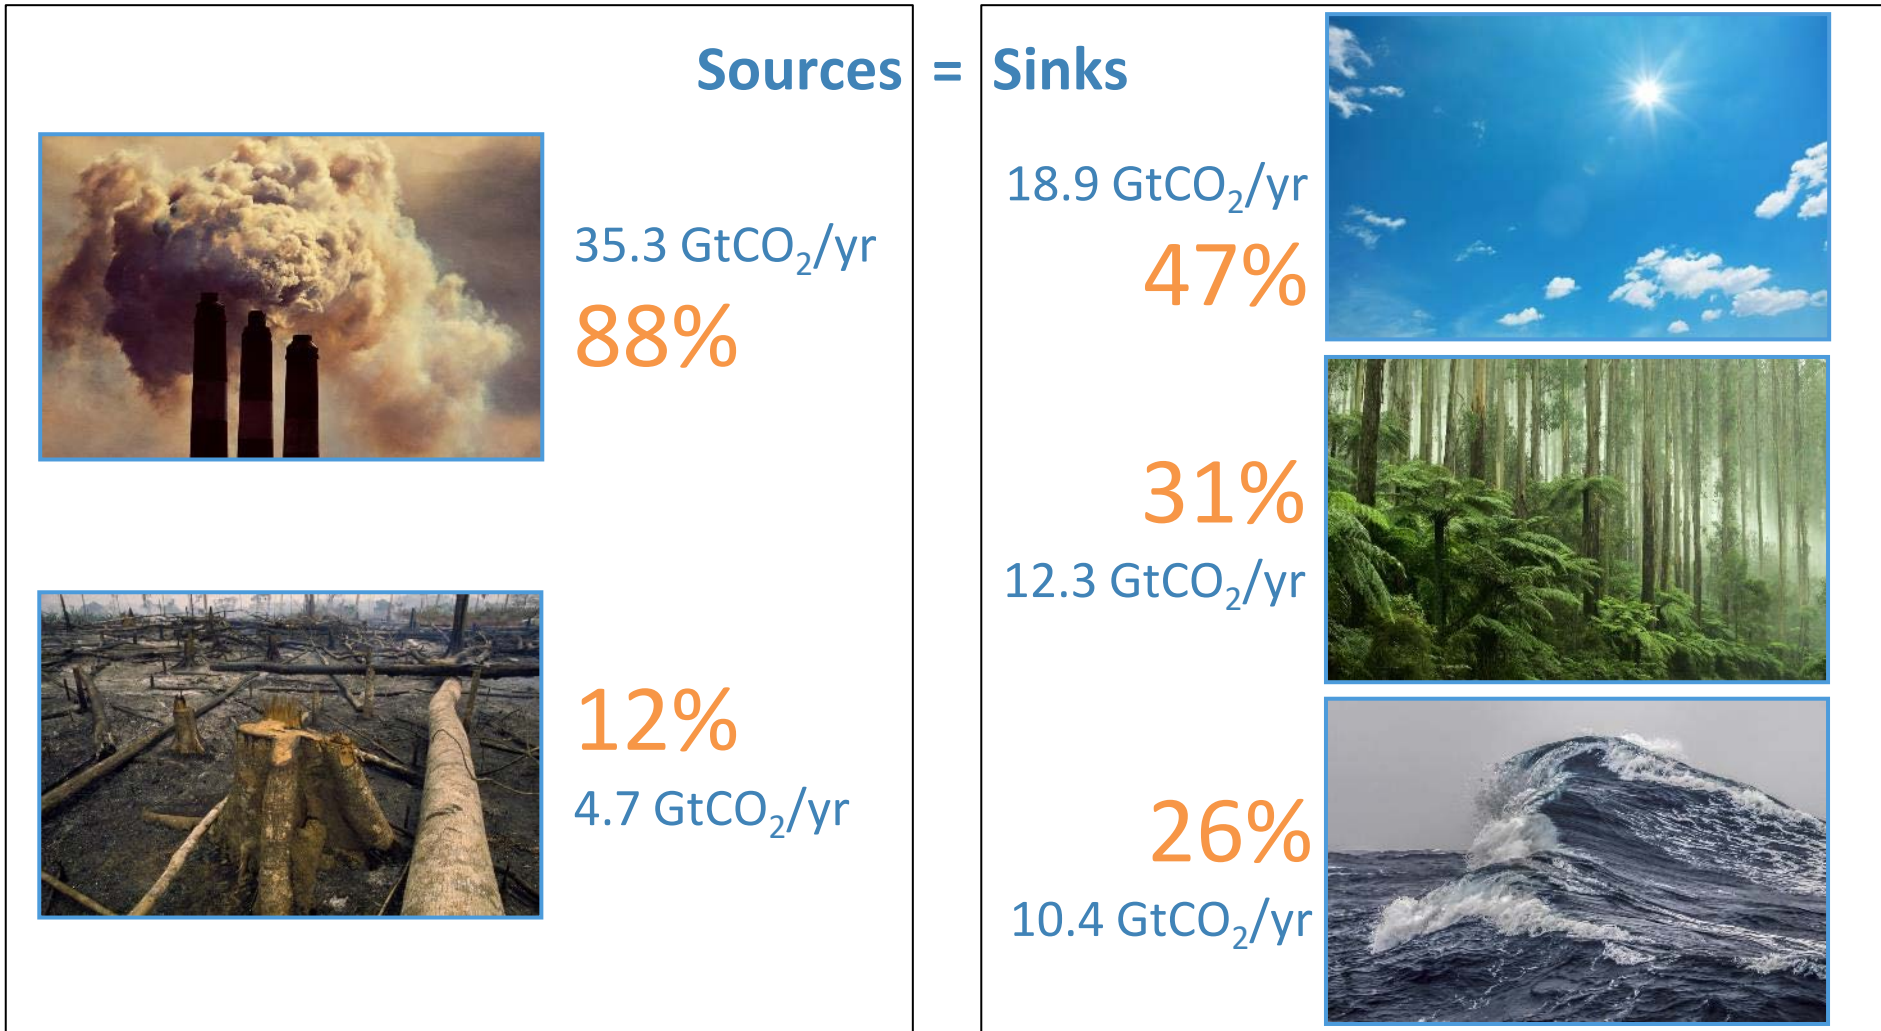 Sources = Sinks
35.3 GtCO₂/yr
88%
12%
4.7 GtCO₂/yr
18.9 GtCO₂/yr
47%
31%
12.3 GtCO₂/yr
26%
10.4 GtCO₂/yr